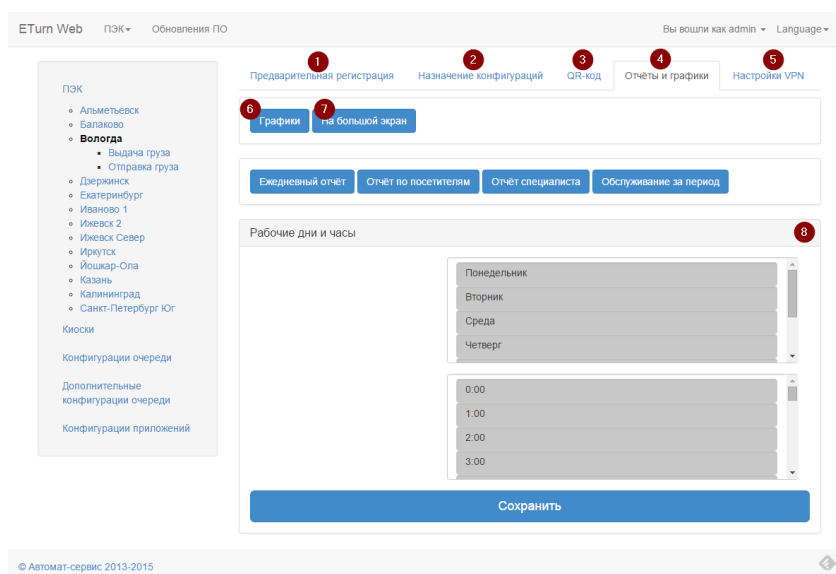 ETurn Web ПЭК Обновления ПО Вы вошли как admin Language
1 2 3 4 5
Предварительная регистрация Назначение конфигураций QR-код Отчёты и графики Настройки VPN
ПЭК
Альметьевск
Балаково
Вологда
Выдача груза
Отправка груза
Дзержинск
Екатеринбург
Иваново 1
Ижевск 2
Ижевск Север
Иркутск
Йошкар-Ола
Казань
Калининград
Санкт-Петербург Юг
Киоски
Конфигурации очереди
Дополнительные
конфигурации очереди
Конфигурации приложений
6 7
Графики На большой экран
Ежедневный отчёт Отчёт по посетителям Отчёт специалиста Обслуживание за период
Рабочие дни и часы 8
Понедельник
Вторник
Среда
Четверг
0:00
1:00
2:00
3:00
Сохранить
© Автомат-сервис 2013-2015